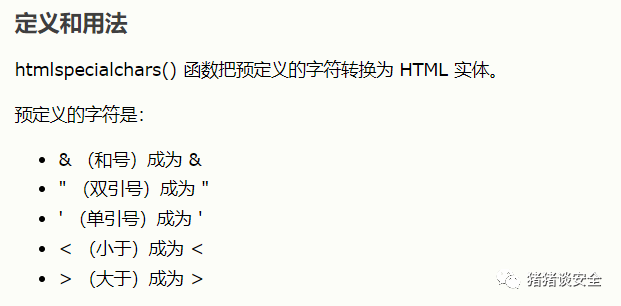 定义和用法
htmlspecialchars() 函数把预定义的字符转换为 HTML 实体。
预定义的字符是：
• & （和号）成为 &
• " （双引号）成为 "
• ' （单引号）成为 '
• < （小于）成为 <
• > （大于）成为 >
猪猪谈安全